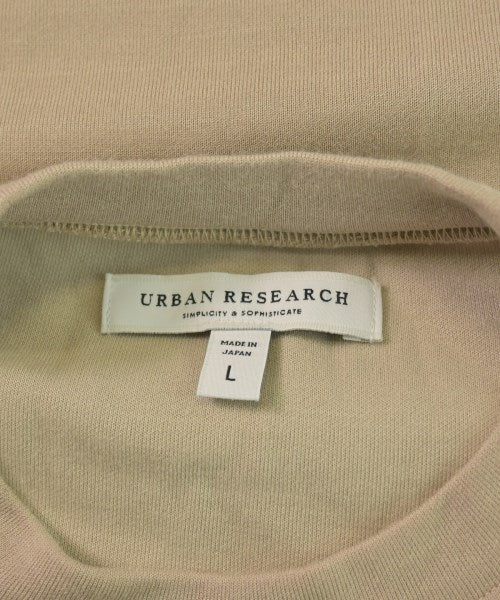 URBAN RESEARCH
SIMPLICITY & SOPHISTICATE
MADE IN
JAPAN
L